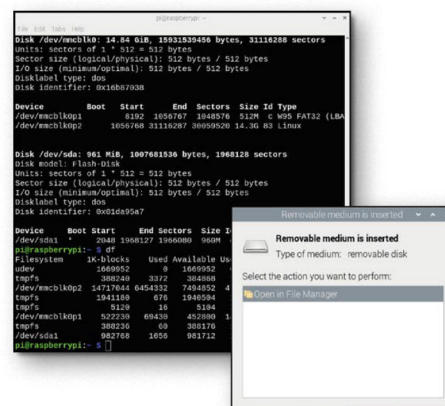 pi@raspberrypi: ~
File Edit Tabs Help
Disk /dev/mmcblk0: 14.84 GiB, 15931539456 bytes, 31116288 sectors
Units: sectors of 1 * 512 = 512 bytes
Sector size (logical/physical): 512 bytes / 512 bytes
I/O size (minimum/optimal): 512 bytes / 512 bytes
Disklabel type: dos
Disk identifier: 0x16b87038
Device Boot Start End Sectors Size Id Type
/dev/mmcblk0p1 8192 1056767 1048576 512M c W95 FAT32 (LBA
/dev/mmcblk0p2 1056768 31116287 30059520 14.3G 83 Linux
Disk /dev/sda: 961 MiB, 1007681536 bytes, 1968128 sectors
Disk model: Flash-Disk
Units: sectors of 1 * 512 = 512 bytes
Sector size (logical/physical): 512 bytes / 512 bytes
I/O size (minimum/optimal): 512 bytes / 512 bytes
Disklabel type: dos
Disk identifier: 0x01da95a7
Device Boot Start End Sectors Size
/dev/sda1 * 2048 1968127 1966080 960M
pi@raspberrypi:~ $ df
Filesystem 1K-blocks Used Available
udev 1669952 0 1669952
tmpfs 388240 3372 384868
/dev/mmcblk0p2 14717044 6454332 7494852
tmpfs 1941180 676 1940504
tmpfs 5120 16 5104
/dev/mmcblk0p1 522230 69430 452800
tmpfs 388236 60 388176
/dev/sda1 982768 1056 981712
pi@raspberrypi:~ $
Removable medium is inserted
Removable medium is inserted
Type of medium: removable disk
Select the action you want to perform:
Open in File Manager